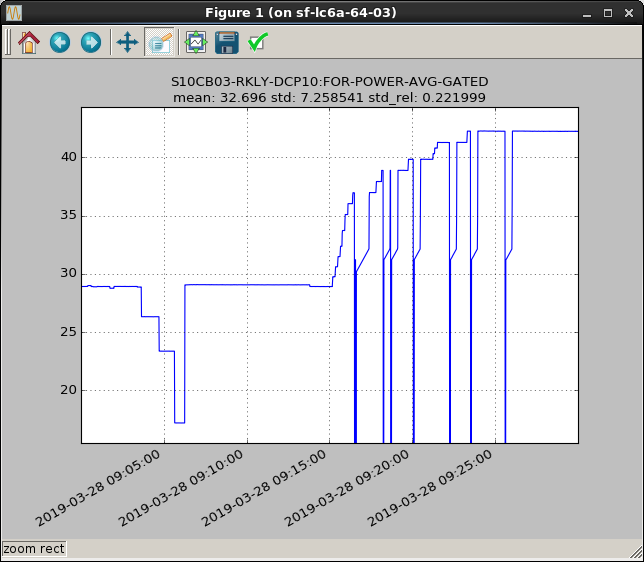 Figure 1 (on sf-lc6a-64-03)
S10CB03-RKLY-DCP10:FOR-POWER-AVG-GATED
mean: 32.696 std: 7.258541 std_rel: 0.221999
40
35
30
25
20
2019-03-28 09:05:00
2019-03-28 09:10:00
2019-03-28 09:15:00
2019-03-28 09:20:00
2019-03-28 09:25:00
zoom rect